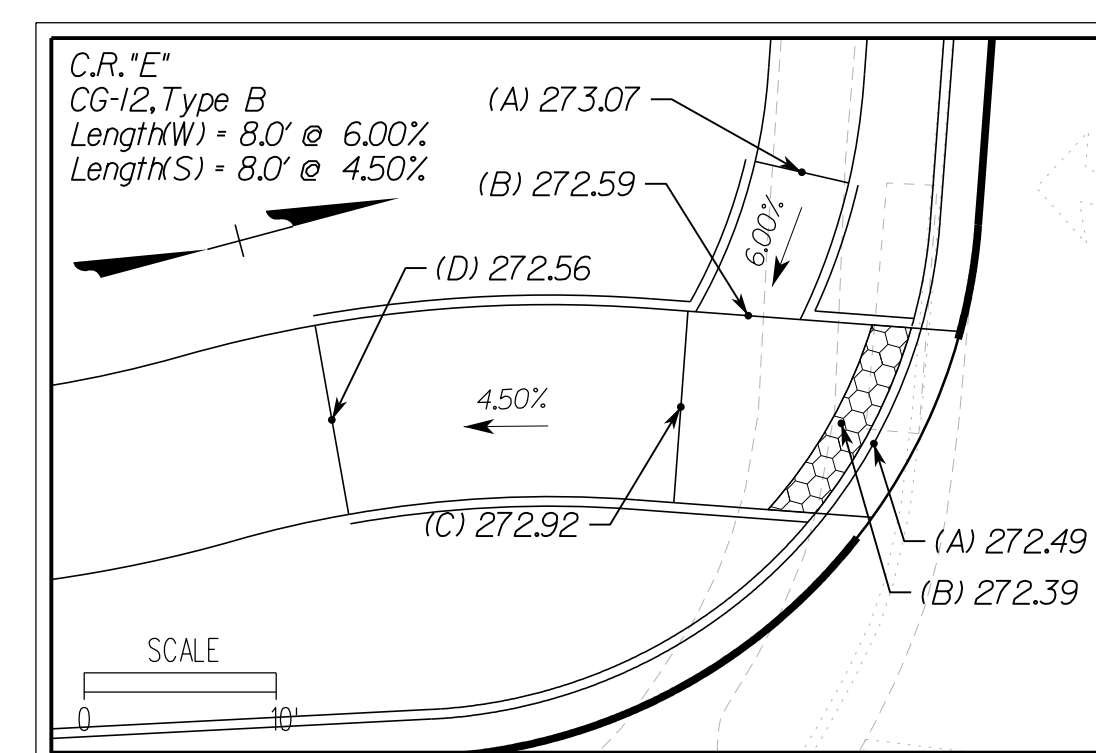 C.R."E"
CG-12, Type B
Length(W) = 8.0' @ 6.00%
Length(S) = 8.0' @ 4.50%
(A) 273.07
(B) 272.59
6.00%
(D) 272.56
4.50%
(C) 272.92
(A) 272.49
(B) 272.39
SCALE
0 10'